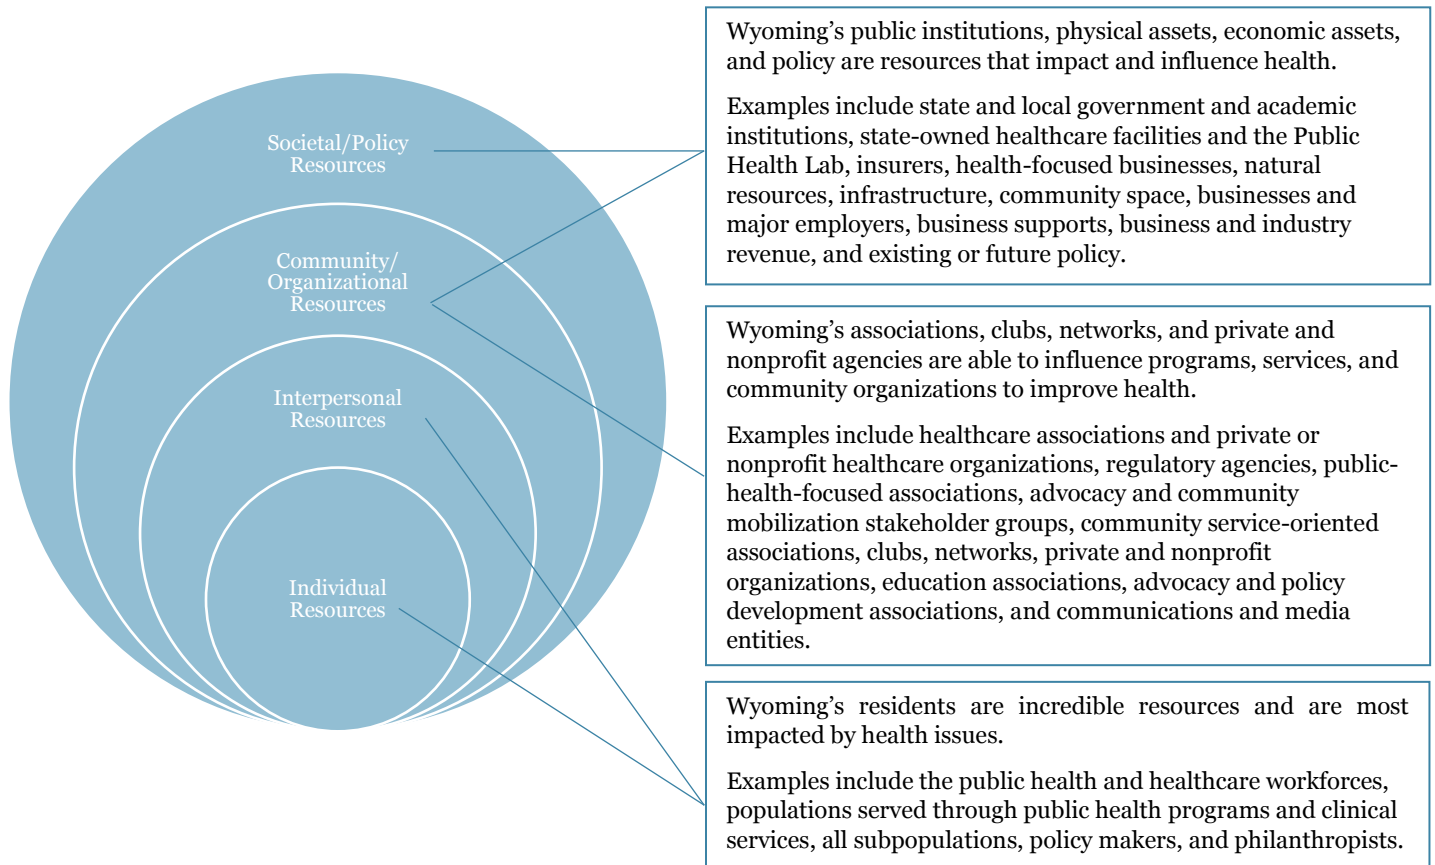 Societal/Policy
Resources
Community/
Organizational
Resources
Interpersonal
Resources
Individual
Resources
Wyoming’s public institutions, physical assets, economic assets,
and policy are resources that impact and influence health.
Examples include state and local government and academic
institutions, state-owned healthcare facilities and the Public
Health Lab, insurers, health-focused businesses, natural
resources, infrastructure, community space, businesses and
major employers, business supports, business and industry
revenue, and existing or future policy.
Wyoming’s associations, clubs, networks, and private and
nonprofit agencies are able to influence programs, services, and
community organizations to improve health.
Examples include healthcare associations and private or
nonprofit healthcare organizations, regulatory agencies, public-
health-focused associations, advocacy and community
mobilization stakeholder groups, community service-oriented
associations, clubs, networks, private and nonprofit
organizations, education associations, advocacy and policy
development associations, and communications and media
entities.
Wyoming’s residents are incredible resources and are most
impacted by health issues.
Examples include the public health and healthcare workforces,
populations served through public health programs and clinical
services, all subpopulations, policy makers, and philanthropists.